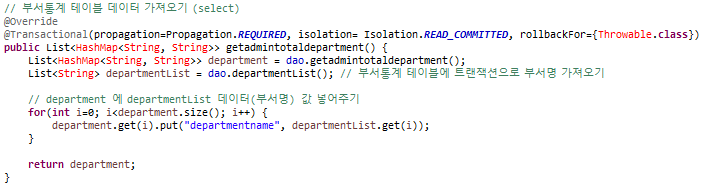 // 부서통계 테이블 데이터 가져오기 (select)
@Override
@Transactional(propagation=Propagation.REQUIRED, isolation= Isolation.READ_COMMITTED, rollbackFor={Throwable.class})
public List<HashMap<String, String>> getadmintotaldepartment() {
    List<HashMap<String, String>> department = dao.getadmintotaldepartment();
    List<String> departmentList = dao.departmentList(); // 부서통계 테이블에 트랜잭션으로 부서명 가져오기

    // department 에 departmentList 데이터(부서명) 값 넣어주기
    for(int i=0; i<department.size(); i++) {
        department.get(i).put("departmentname", departmentList.get(i));
    }

    return department;
}